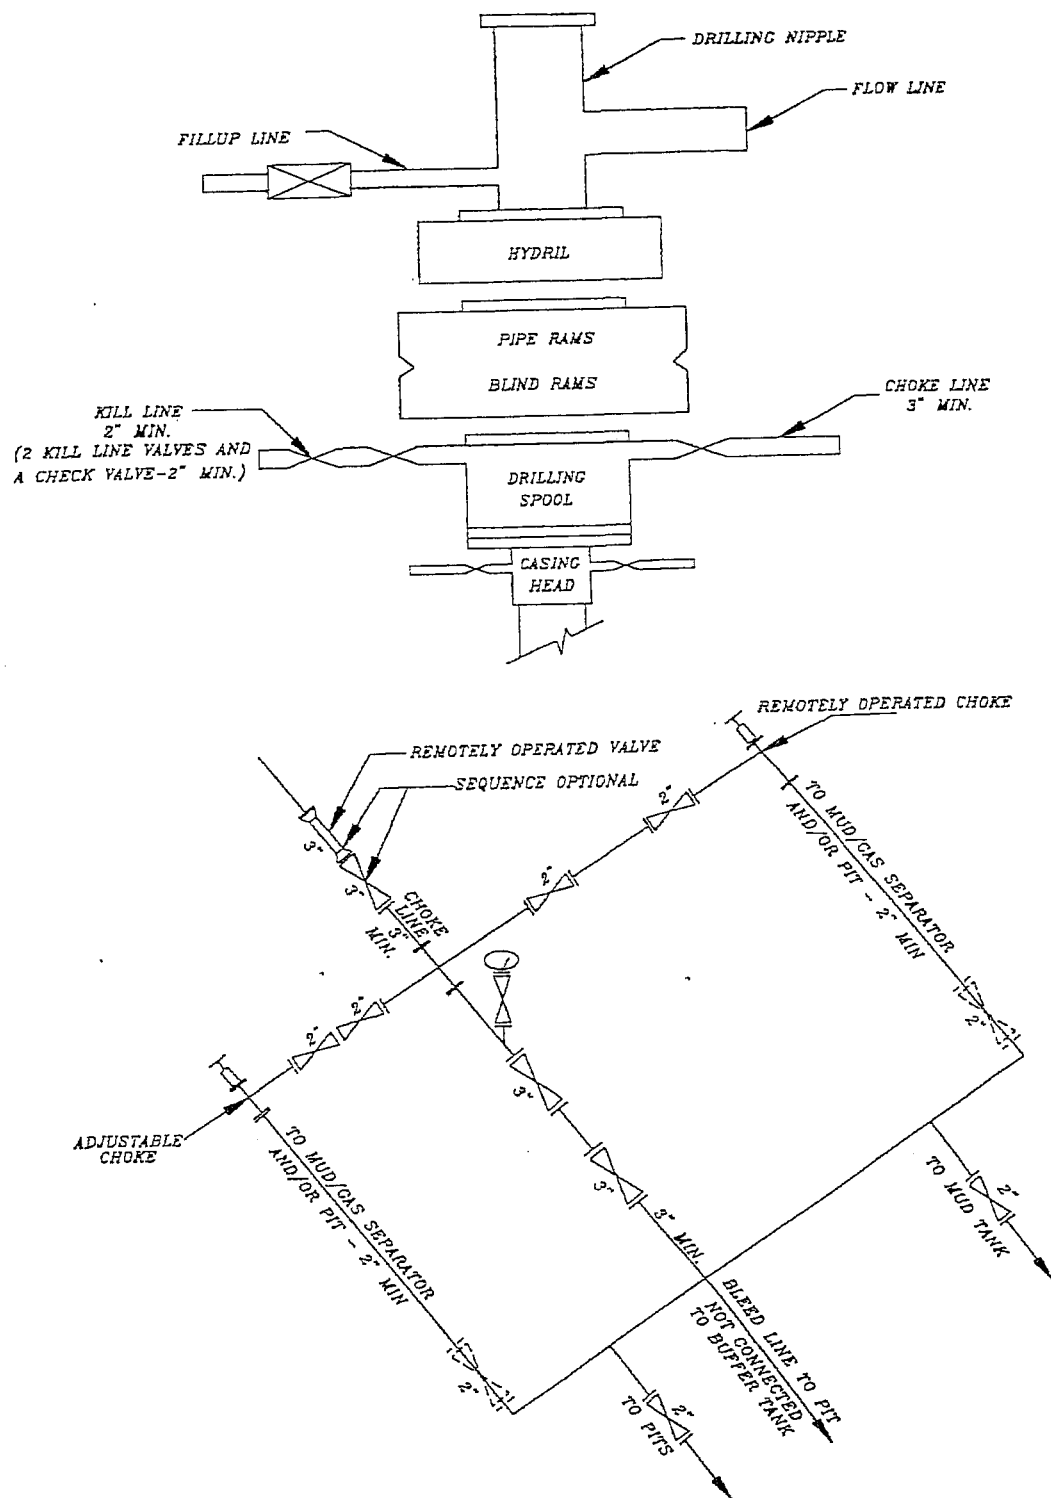 DRILLING NIPPLE
FLOW LINE
FILLUP LINE
HYDRIL
PIPE RAMS
BLIND RAMS
CHOKE LINE
3" MIN.
KILL LINE
2" MIN.
(2 KILL LINE VALVES AND
A CHECK VALVE-2" MIN.)
DRILLING
SPOOL
CASING
HEAD
REMOTELY OPERATED CHOKE
REMOTELY OPERATED VALVE
SEQUENCE OPTIONAL
3"
3"
CHOKE
LINE
3"
MIN.
2"
2"
TO MUD/GAS SEPARATOR
AND/OR PIT - 2" MIN
2"
2"
2"
3"
3"
3" MIN.
ADJUSTABLE
CHOKE
TO MUD/GAS SEPARATOR
AND/OR PIT - 2" MIN
2"
2"
TO MUD TANK
BLEED LINE TO PIT
NOT CONNECTED
TO BUFFER TANK
2"
TO PITS